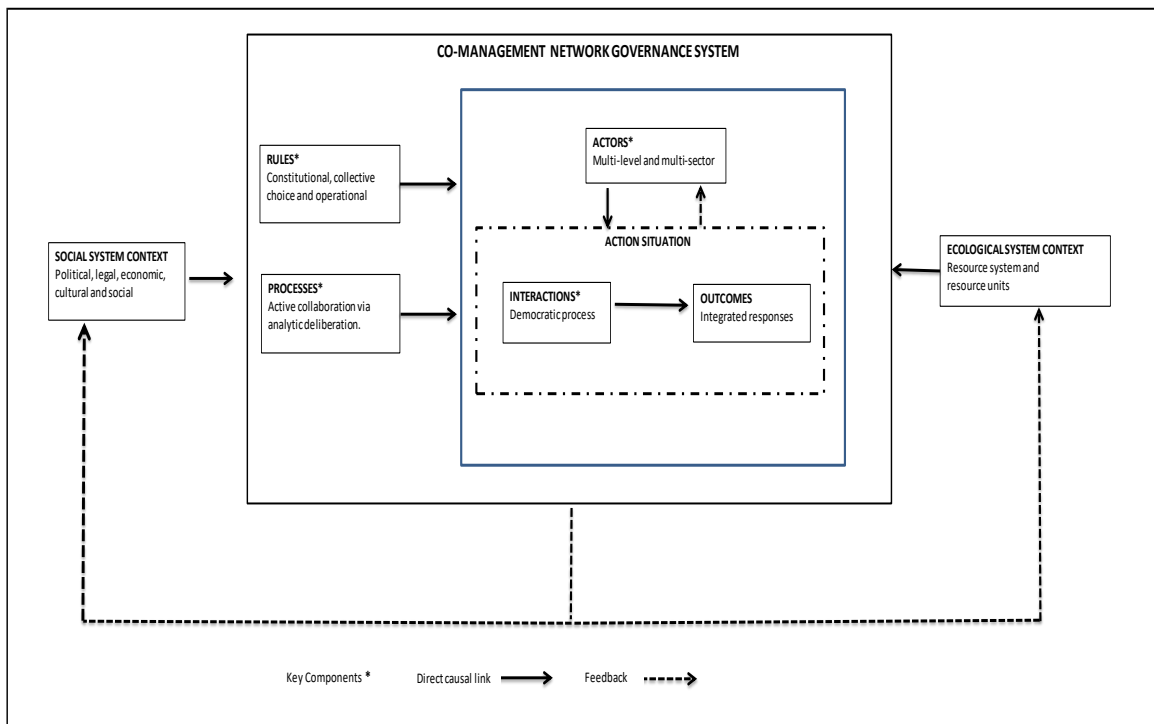 CO-MANAGEMENT NETWORK GOVERNANCE SYSTEM
RULES*
Constitutional, collective
choice and operational
ACTORS*
Multi-level and multi-sector
SOCIAL SYSTEM CONTEXT
Political, legal, economic,
cultural and social
PROCESSES*
Active collaboration via
analytic deliberation.
ACTION SITUATION
INTERACTIONS*
Democratic process
OUTCOMES
Integrated responses
ECOLOGICAL SYSTEM CONTEXT
Resource system and
resource units
Key Components *
Direct causal link
Feedback